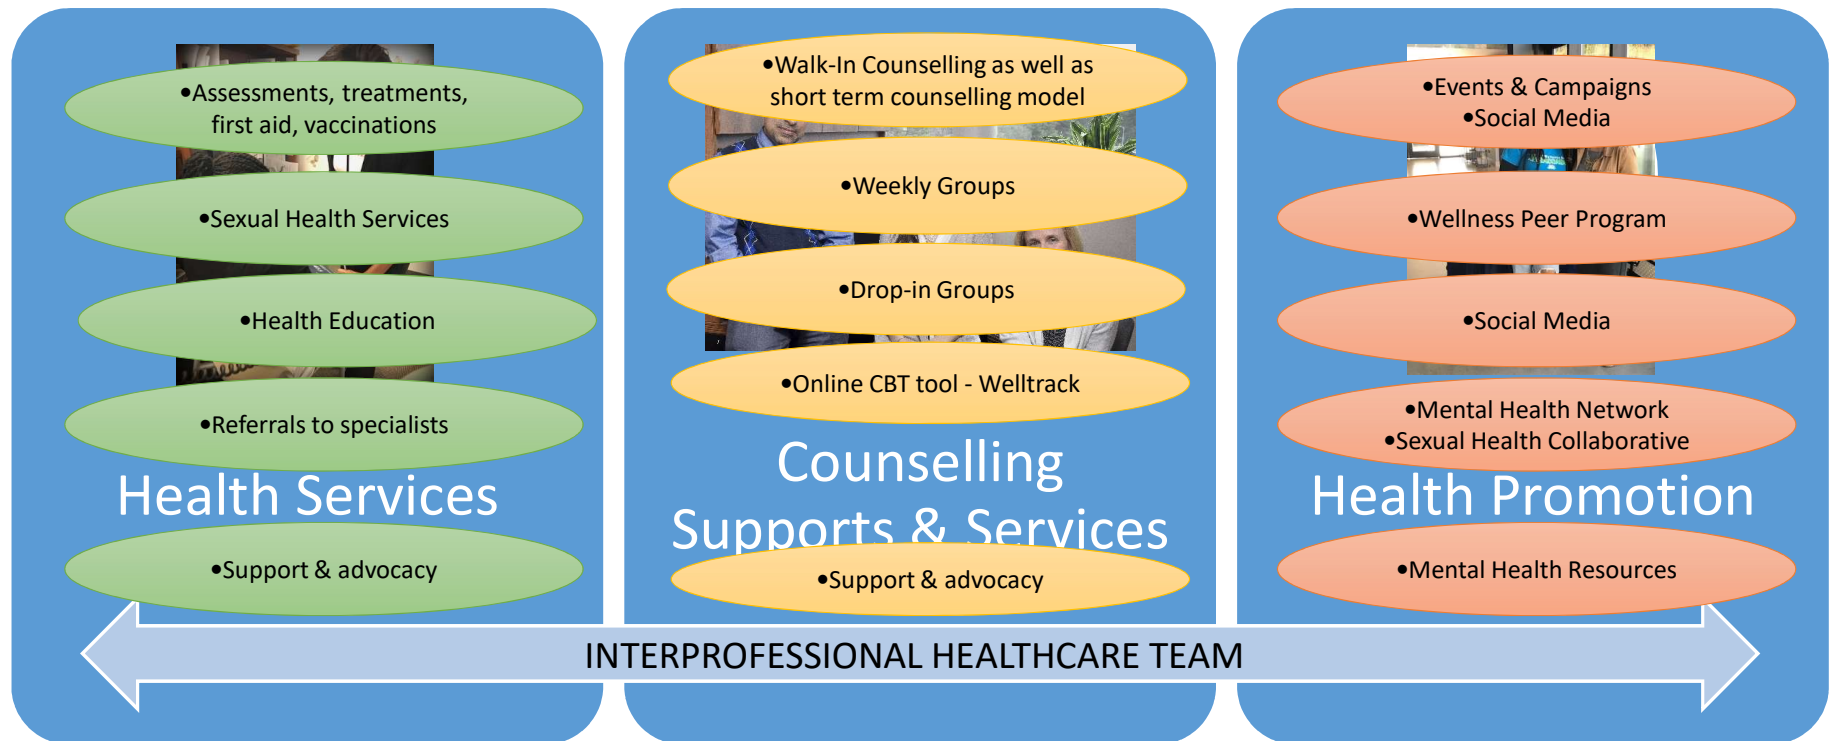 •Assessments, treatments,
first aid, vaccinations
•Sexual Health Services
•Health Education
•Referrals to specialists
Health Services
•Support & advocacy
•Walk-In Counselling as well as
short term counselling model
•Weekly Groups
•Drop-in Groups
•Online CBT tool - Welltrack
Counselling
Supports & Services
•Support & advocacy
•Events & Campaigns
•Social Media
•Wellness Peer Program
•Social Media
•Mental Health Network
•Sexual Health Collaborative
Health Promotion
•Mental Health Resources
INTERPROFESSIONAL HEALTHCARE TEAM